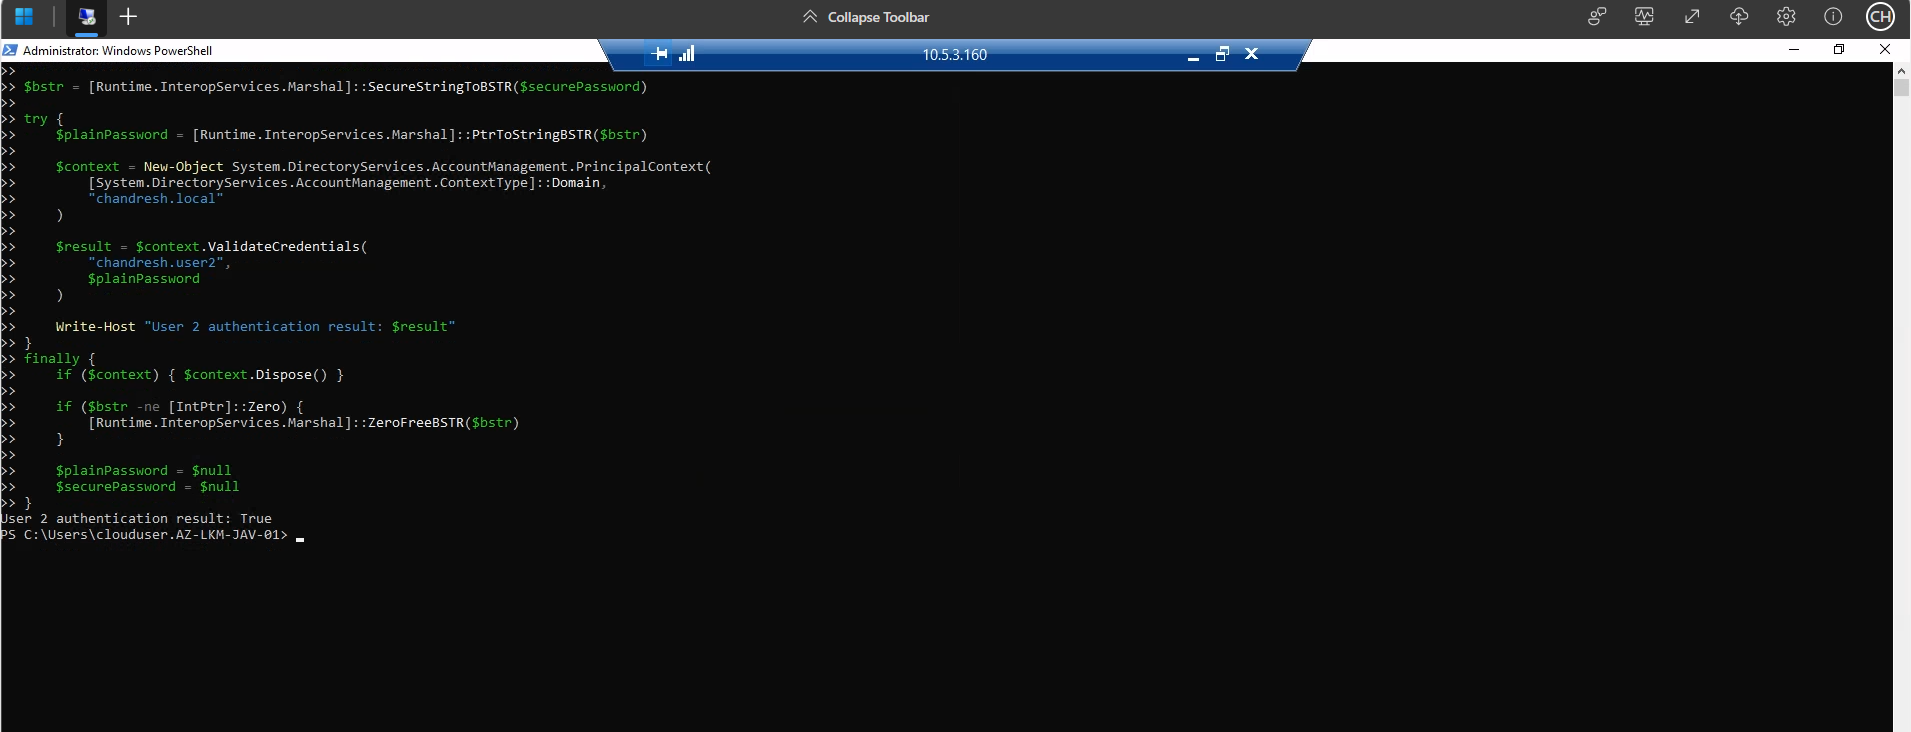 Collapse Toolbar
CH
Administrator: Windows PowerShell
10.5.3.160
>>
>> $bstr = [Runtime.InteropServices.Marshal]::SecureStringToBSTR($securePassword)
>>
>> try {
>>     $plainPassword = [Runtime.InteropServices.Marshal]::PtrToStringBSTR($bstr)
>>
>>     $context = New-Object System.DirectoryServices.AccountManagement.PrincipalContext(
>>         [System.DirectoryServices.AccountManagement.ContextType]::Domain,
>>         "chandresh.local"
>>     )
>>
>>     $result = $context.ValidateCredentials(
>>         "chandresh.user2",
>>         $plainPassword
>>     )
>>
>>     Write-Host "User 2 authentication result: $result"
>> }
>> finally {
>>     if ($context) { $context.Dispose() }
>>
>>     if ($bstr -ne [IntPtr]::Zero) {
>>         [Runtime.InteropServices.Marshal]::ZeroFreeBSTR($bstr)
>>     }
>>
>>     $plainPassword = $null
>>     $securePassword = $null
>> }
User 2 authentication result: True
PS C:\Users\clouduser.AZ-LKM-JAV-01>